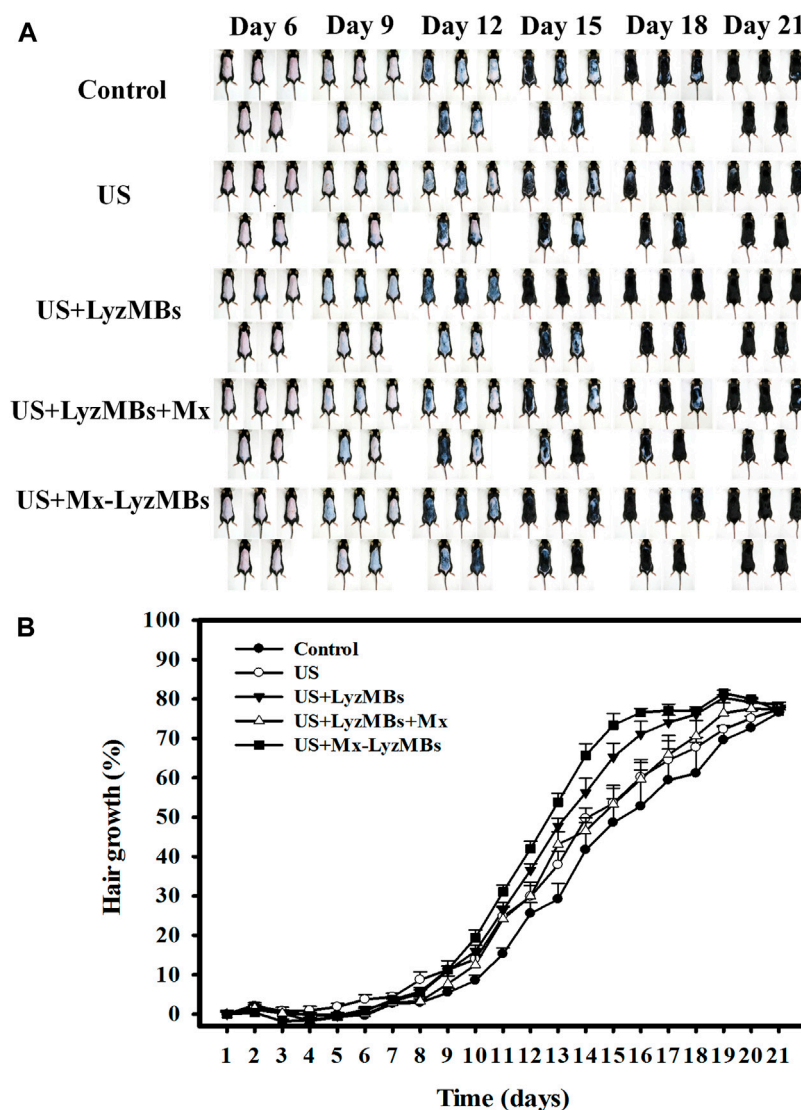 A
Day 6 Day 9 Day 12 Day 15 Day 18 Day 21
Control
US
US+LyzMBs
US+LyzMBs+Mx
US+Mx-LyzMBs
B
100
90
80
70
60
50
40
30
20
10
0
Hair growth (%)
Control
US
US+LyzMBs
US+LyzMBs+Mx
US+Mx-LyzMBs
1 2 3 4 5 6 7 8 9 10 11 12 13 14 15 16 17 18 19 20 21
Time (days)